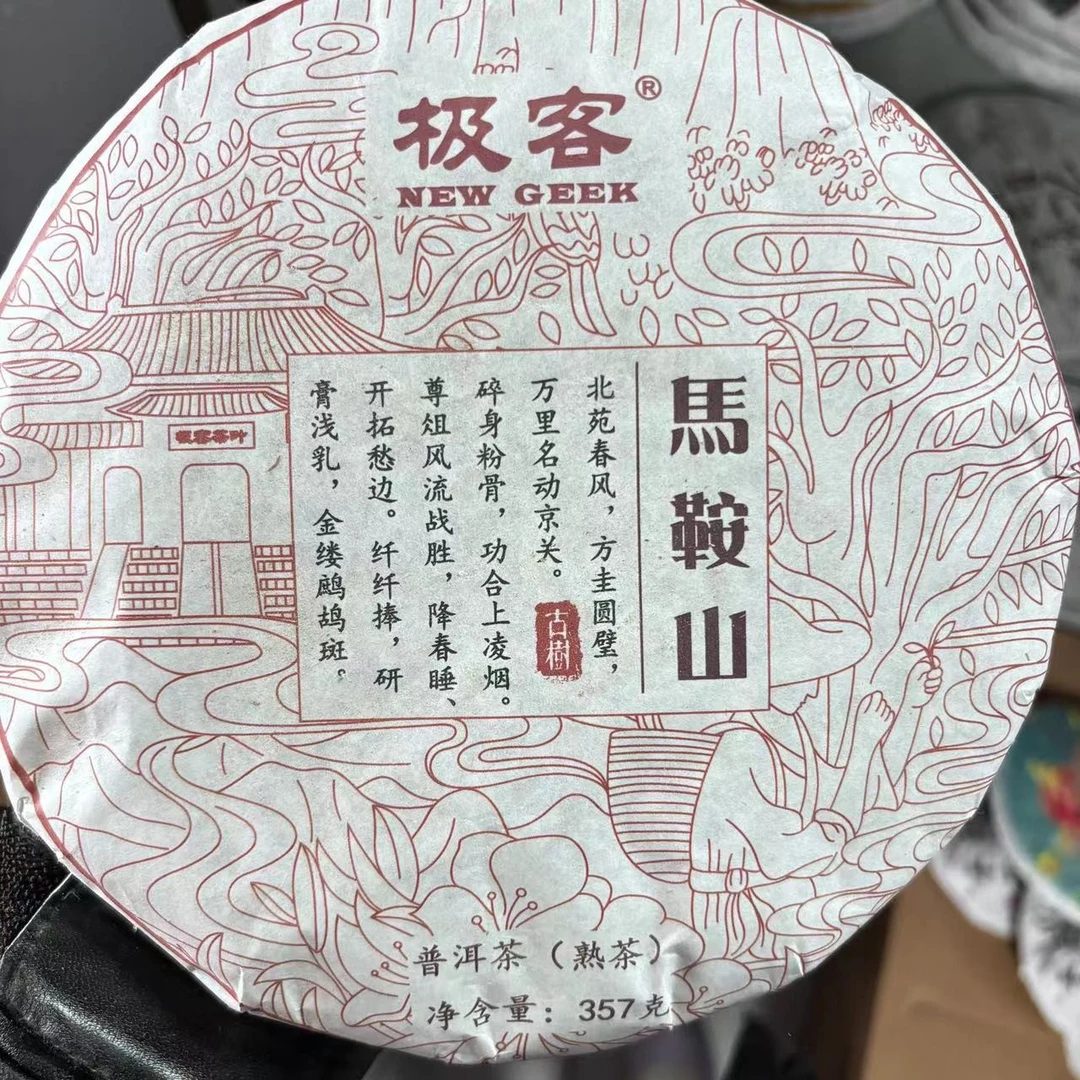 极客®
NEW GEEK
馬鞍山
北苑春风，方圭圆璧，
万里名动京关。
古樹
碎身粉骨，功合上凌烟。
尊俎风流战胜，降春睡、
开拓愁边。纤纤捧，研
膏浅乳，金缕鹧鸪斑。
极客茶叶
普洱茶（熟茶）
净含量：357克